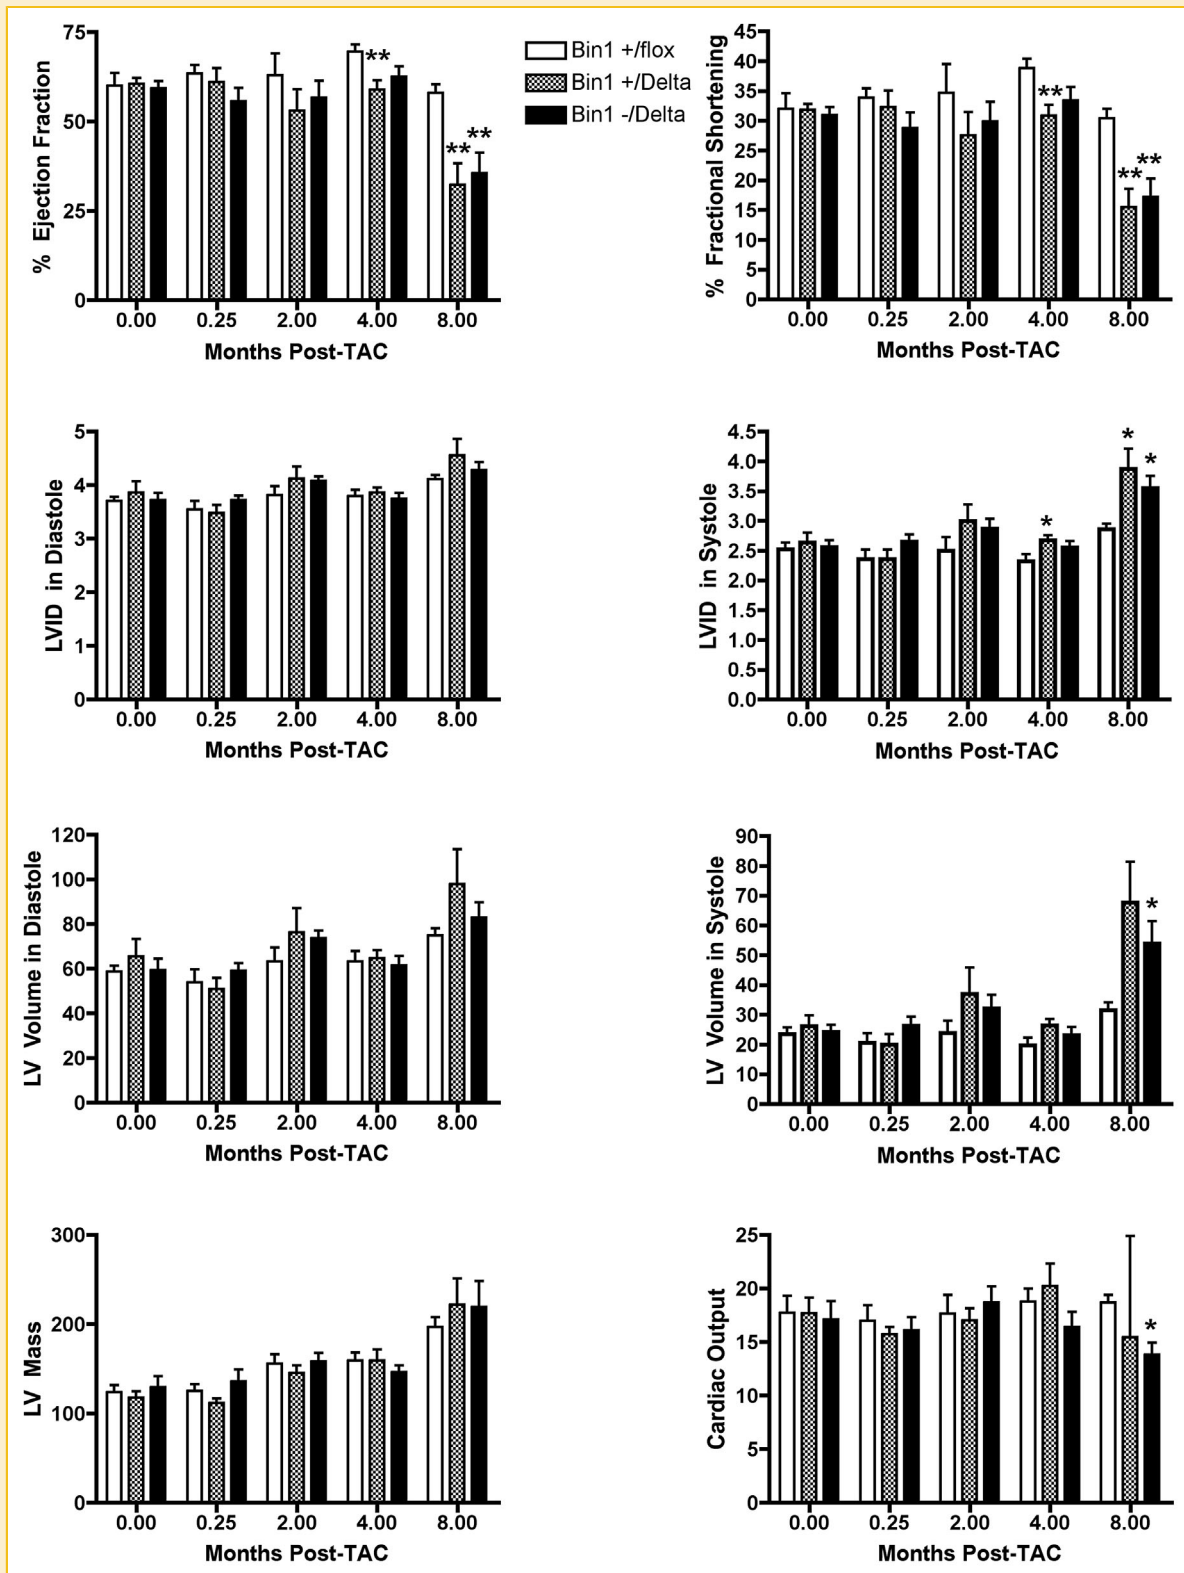 75
50
25
0
% Ejection Fraction
**
**
**
0.00 0.25 2.00 4.00 8.00
Months Post-TAC
Bin1 +/flox
Bin1 +/Delta
Bin1 -/Delta
45
40
35
30
25
20
15
10
5
0
% Fractional Shortening
**
**
**
0.00 0.25 2.00 4.00 8.00
Months Post-TAC
5
4
3
2
1
0
LVID in Diastole
0.00 0.25 2.00 4.00 8.00
Months Post-TAC
4.5
4.0
3.5
3.0
2.5
2.0
1.5
1.0
0.5
0.0
LVID in Systole
*
*
*
0.00 0.25 2.00 4.00 8.00
Months Post-TAC
120
100
80
60
40
20
0
LV Volume in Diastole
0.00 0.25 2.00 4.00 8.00
Months Post-TAC
90
80
70
60
50
40
30
20
10
0
LV Volume in Systole
*
0.00 0.25 2.00 4.00 8.00
Months Post-TAC
300
200
100
0
LV Mass
0.00 0.25 2.00 4.00 8.00
Months Post-TAC
25
20
15
10
5
0
Cardiac Output
*
0.00 0.25 2.00 4.00 8.00
Months Post-TAC